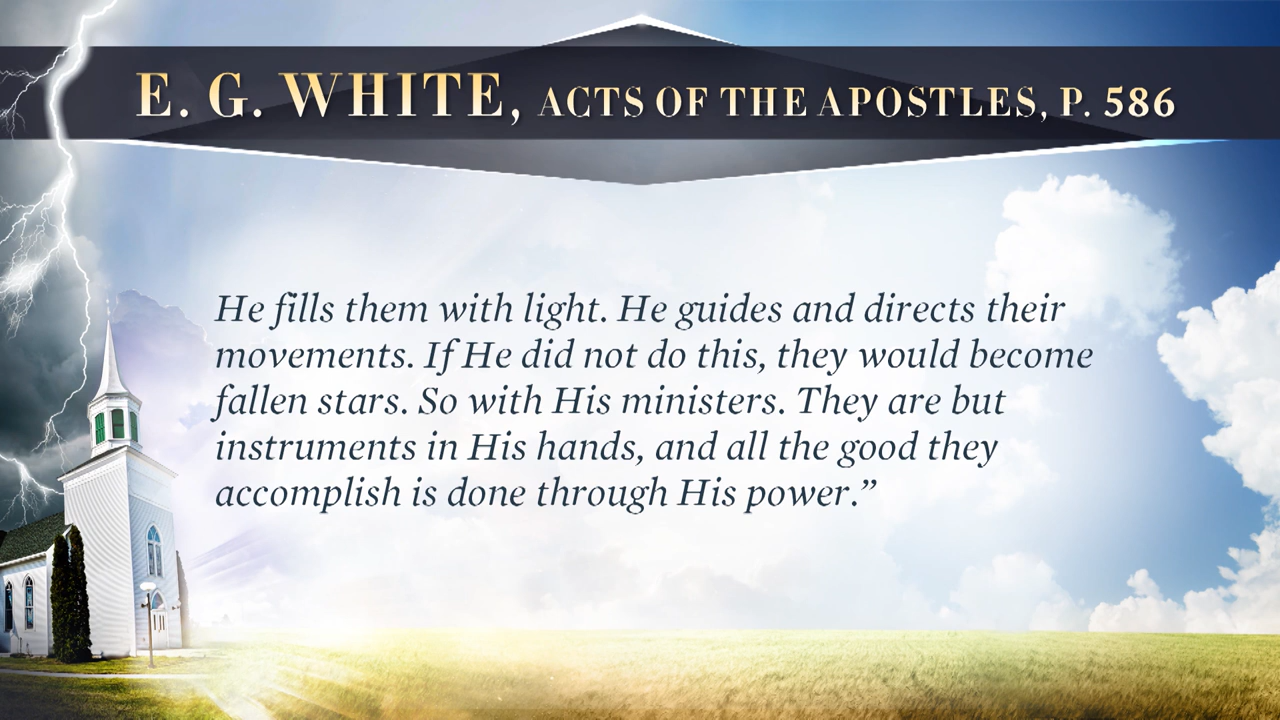 E. G. WHITE, ACTS OF THE APOSTLES, P. 586
He fills them with light. He guides and directs their
movements. If He did not do this, they would become
fallen stars. So with His ministers. They are but
instruments in His hands, and all the good they
accomplish is done through His power.”